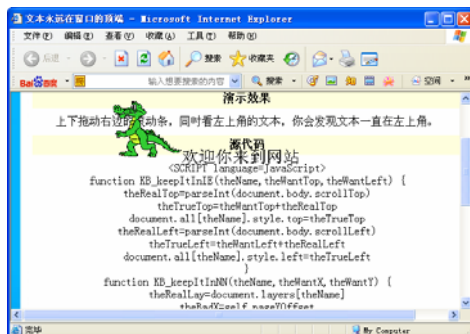 文本永远在窗口的顶端 - Microsoft Internet Explorer
文件(F) 编辑(E) 查看(V) 收藏(A) 工具(T) 帮助(H)
后退 搜索 收藏夹
Bai 百度 输入想要搜索的内容 搜索 空间
演示效果
上下拖动右边的滚动条，同时看左上角的文本，你会发现文本一直在左上角。
源代码
欢迎你来到网站
<SCRIPT language=JavaScript>
function KB_keepItInIE(theName,theWantTop,theWantLeft) {
theRealTop=parseInt(document.body.scrollTop)
theTrueTop=theWantTop+theRealTop
document.all[theName].style.top=theTrueTop
theRealLeft=parseInt(document.body.scrollLeft)
theTrueLeft=theWantLeft+theRealLeft
document.all[theName].style.left=theTrueLeft
}
function KB_keepItInNN(theName,theWantX,theWantY) {
theRealLay=document.layers[theName]
theBadY=self.pageYOffset
完毕 My Computer